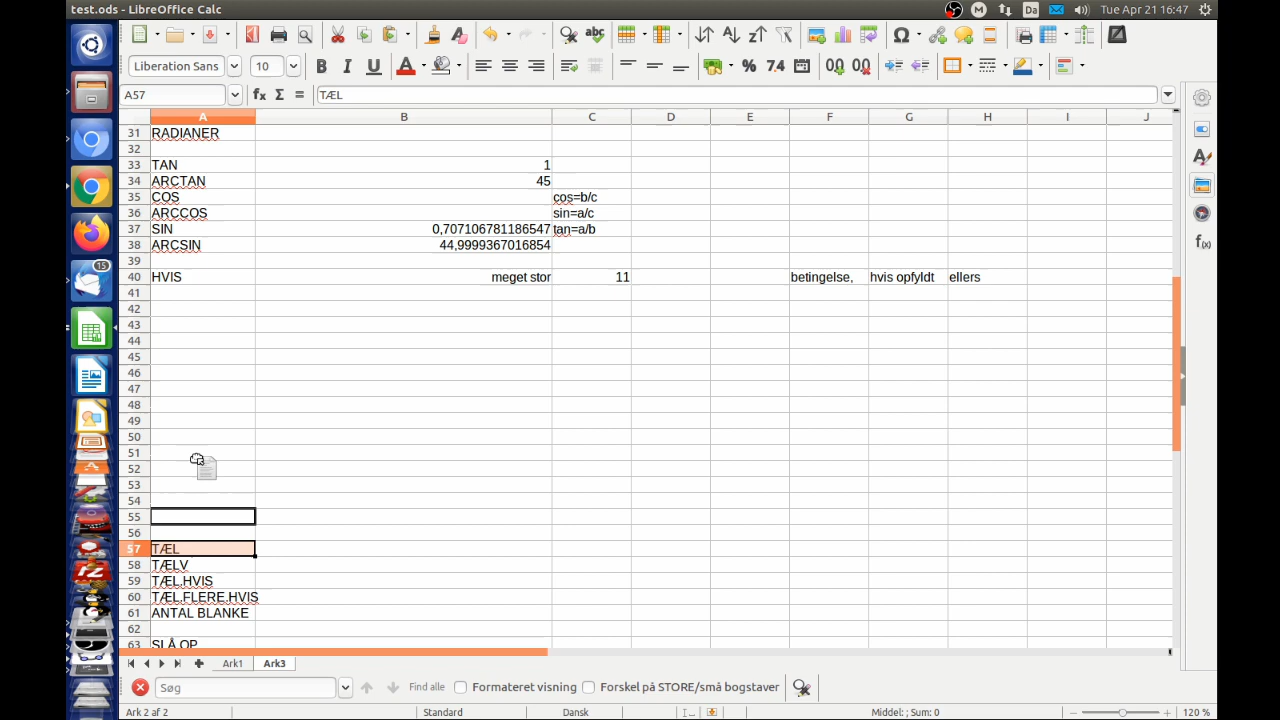 test.ods - LibreOffice Calc
Da
Tue Apr 21 16:47
Liberation Sans
10
A57
TÆL
A B C D E F G H I J
31 RADIANER
32
33 TAN 1
34 ARCTAN 45
35 COS cos=b/c
36 ARCCOS sin=a/c
37 SIN 0,707106781186547 tan=a/b
38 ARCSIN 44,9999367016854
39
40 HVIS meget stor 11 betingelse, hvis opfyldt ellers
41
42
43
44
45
46
47
48
49
50
51
52
53
54
55
56
57 TÆL
58 TÆLV
59 TÆL.HVIS
60 TÆL.FLERE.HVIS
61 ANTAL BLANKE
62
63 SLÅ OP
15
Ark1 Ark3
Søg
Find alle
Formateret visning
Forskel på STORE/små bogstaver
Ark 2 af 2
Standard
Dansk
Middel: ; Sum: 0
120 %